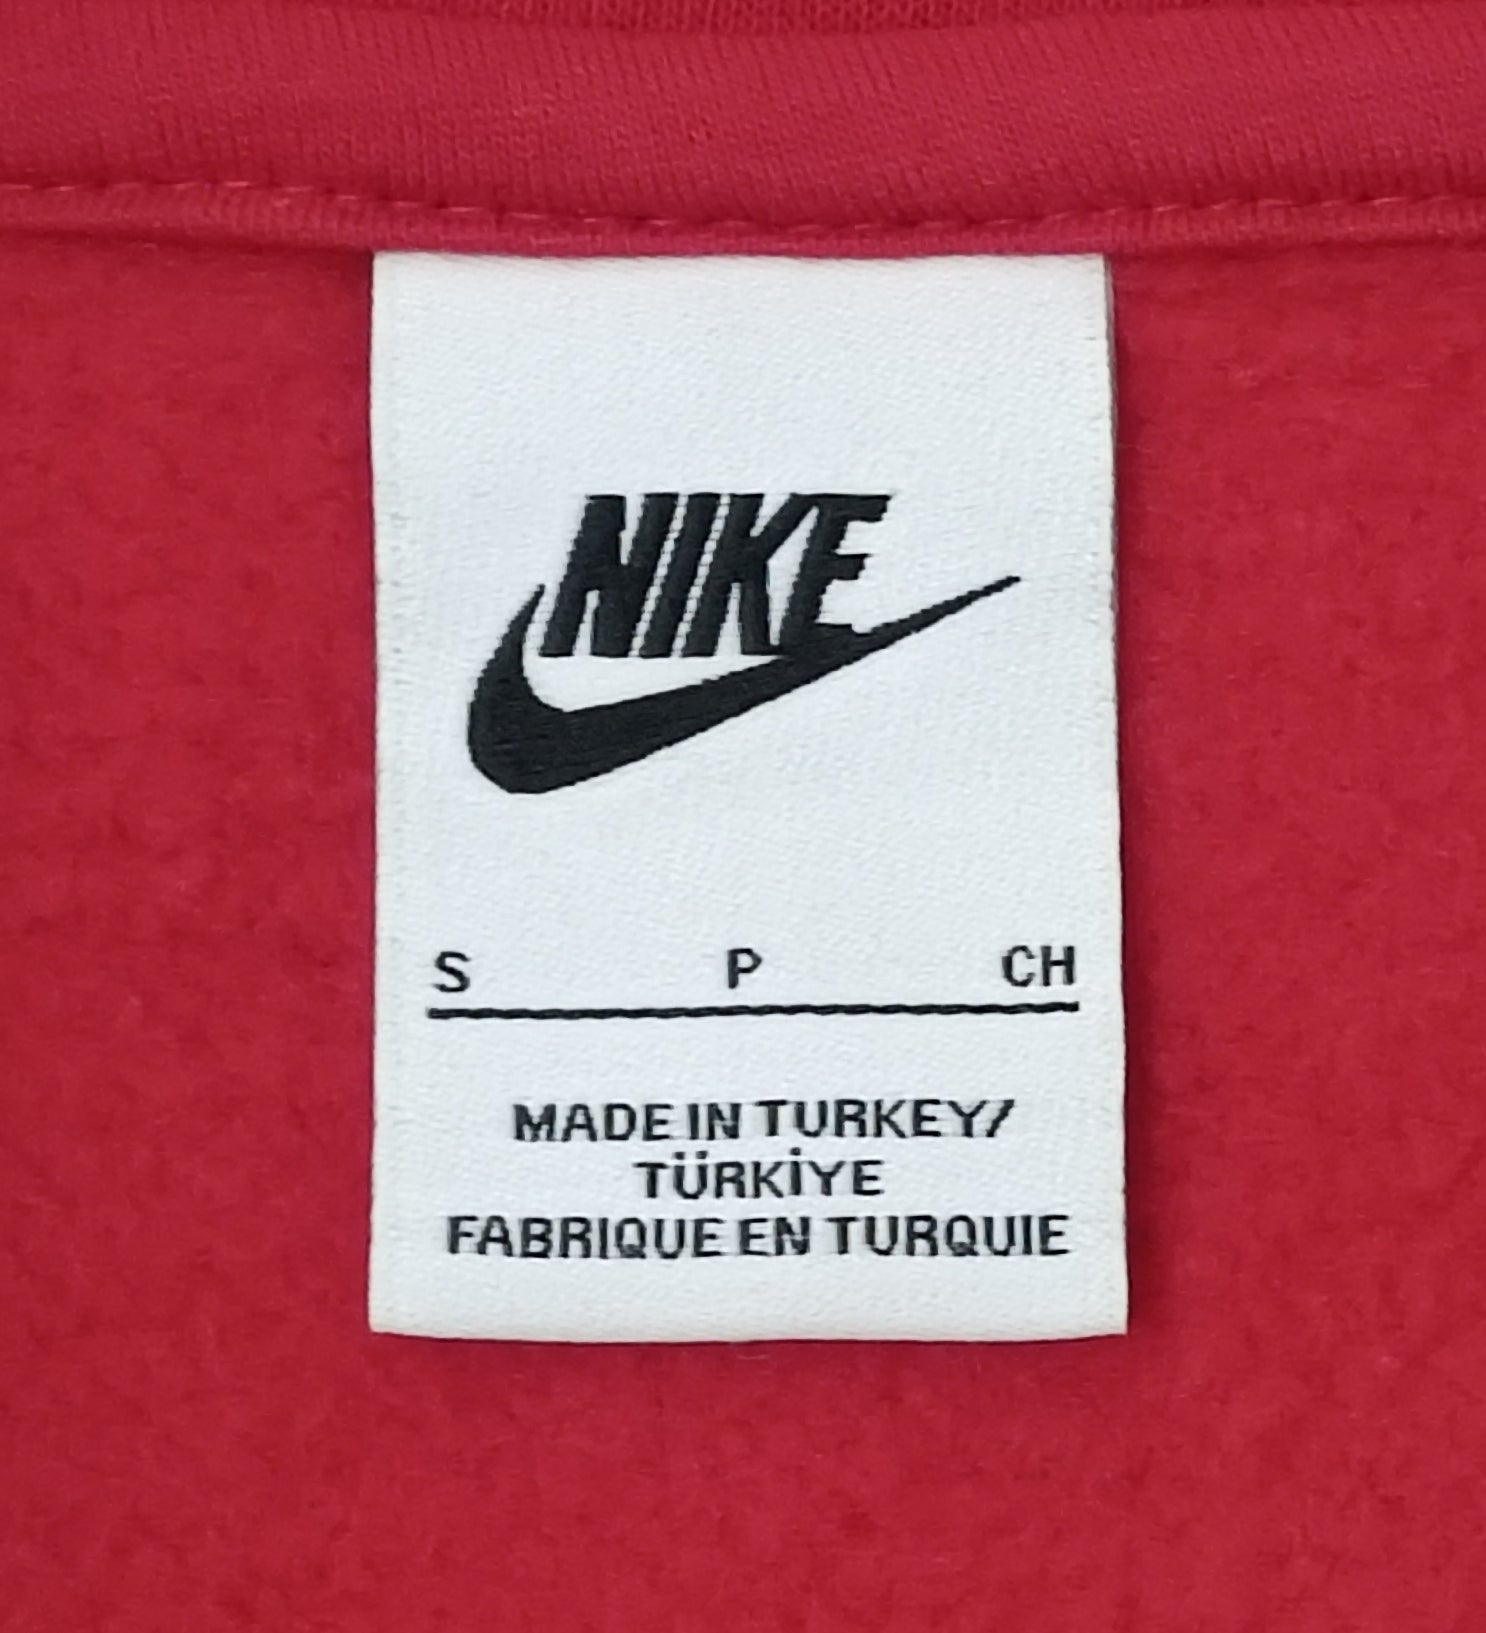 NIKE
S P CH
MADE IN TURKEY/
TÜRKİYE
FABRIQUE EN TURQUIE